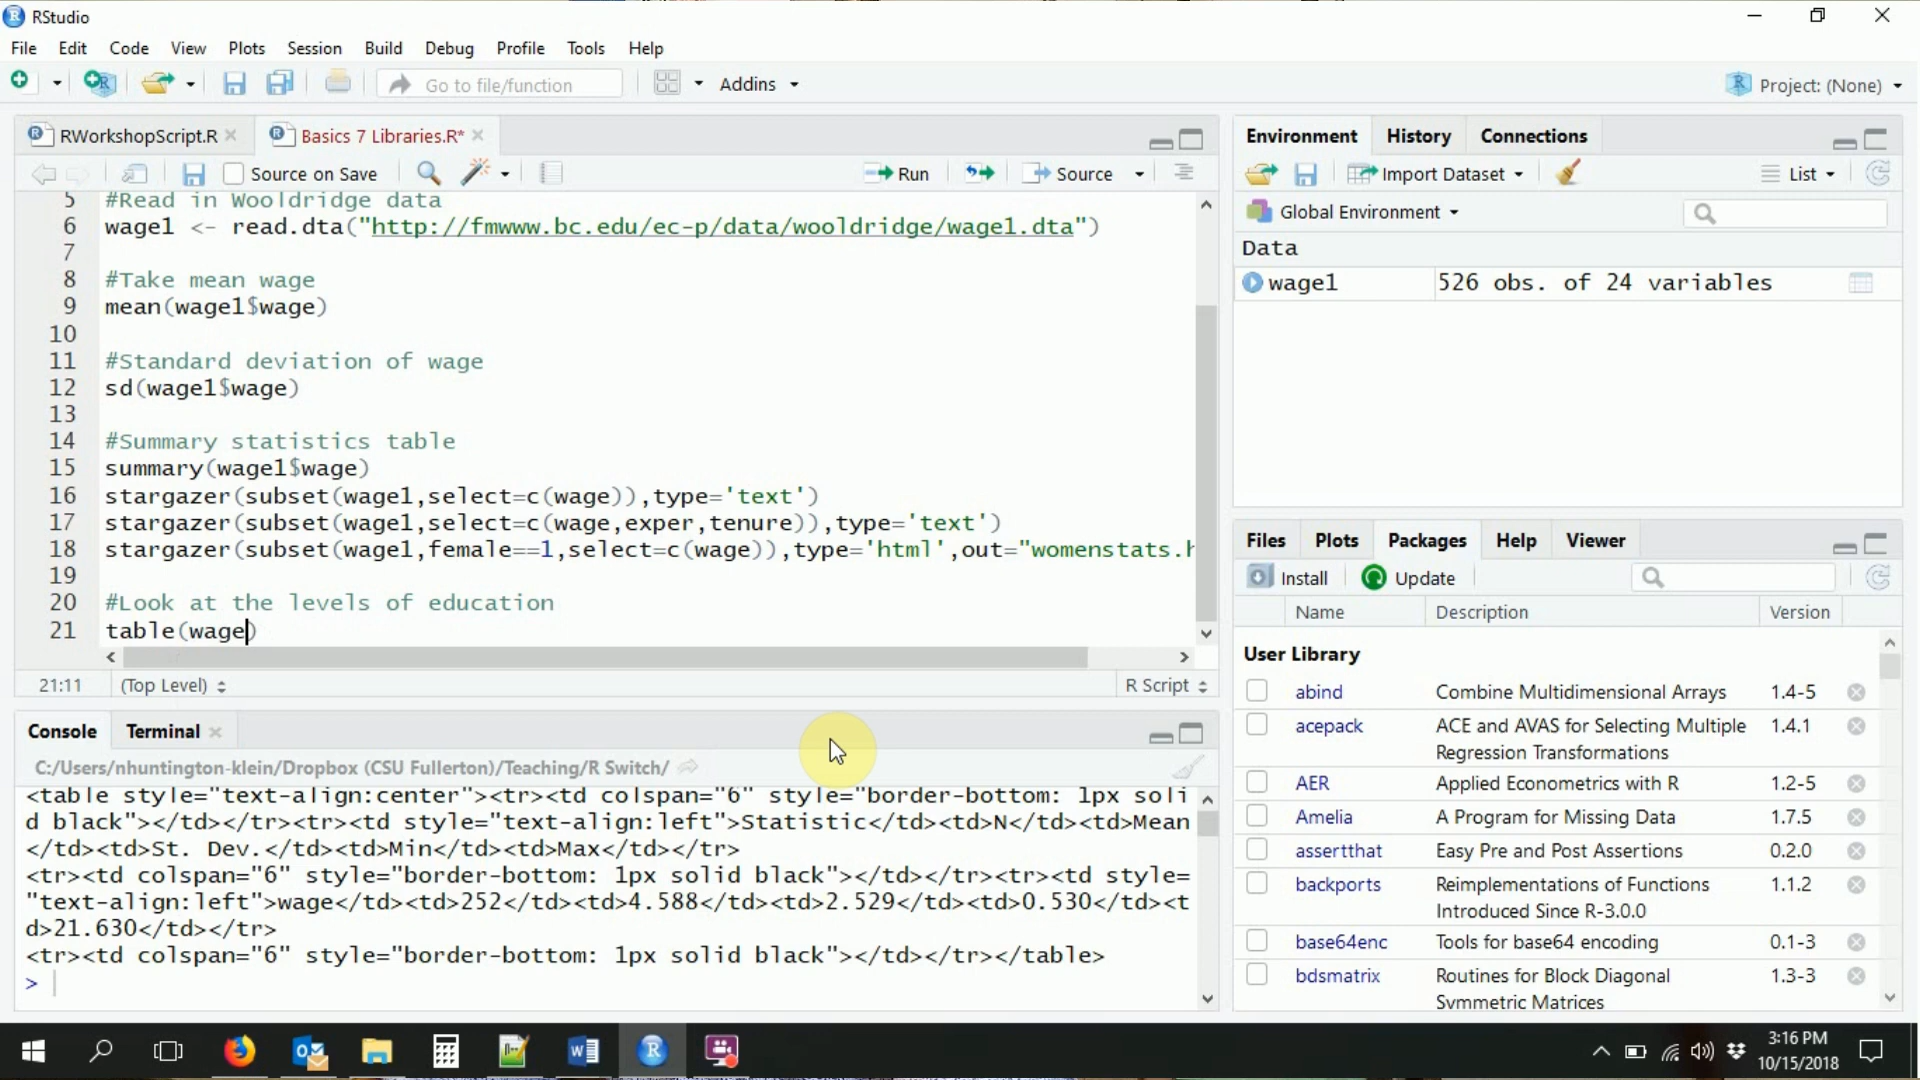 RStudio
File Edit Code View Plots Session Build Debug Profile Tools Help
Go to file/function Addins Project: (None)
RWorkshopScript.R Basics 7 Libraries.R*
Source on Save Run Source
5 #Read in Wooldridge data
6 wage1 <- read.dta("http://fmwww.bc.edu/ec-p/data/wooldridge/wage1.dta")
7
8 #Take mean wage
9 mean(wage1$wage)
10
11 #Standard deviation of wage
12 sd(wage1$wage)
13
14 #Summary statistics table
15 summary(wage1$wage)
16 stargazer(subset(wage1,select=c(wage)),type='text')
17 stargazer(subset(wage1,select=c(wage,exper,tenure)),type='text')
18 stargazer(subset(wage1,female==1,select=c(wage)),type='html',out="womenstats.h
19
20 #Look at the levels of education
21 table(wage)
21:11 (Top Level) R Script
Console Terminal
C:/Users/nhuntington-klein/Dropbox (CSU Fullerton)/Teaching/R Switch/
<table style="text-align:center"><tr><td colspan="6" style="border-bottom: 1px soli
d black"></td></tr><tr><td style="text-align:left">Statistic</td><td>N</td><td>Mean
</td><td>St. Dev.</td><td>Min</td><td>Max</td></tr>
<tr><td colspan="6" style="border-bottom: 1px solid black"></td></tr><tr><td style=
"text-align:left">wage</td><td>252</td><td>4.588</td><td>2.529</td><td>0.530</td><t
d>21.630</td></tr>
<tr><td colspan="6" style="border-bottom: 1px solid black"></td></tr></table>
>
Environment History Connections
Import Dataset List
Global Environment
Data
wage1 526 obs. of 24 variables
Files Plots Packages Help Viewer
Install Update
Name Description Version
User Library
abind Combine Multidimensional Arrays 1.4-5
acepack ACE and AVAS for Selecting Multiple 1.4.1
Regression Transformations
AER Applied Econometrics with R 1.2-5
Amelia A Program for Missing Data 1.7.5
assertthat Easy Pre and Post Assertions 0.2.0
backports Reimplementations of Functions 1.1.2
Introduced Since R-3.0.0
base64enc Tools for base64 encoding 0.1-3
bdsmatrix Routines for Block Diagonal 1.3-3
Symmetric Matrices
3:16 PM
10/15/2018